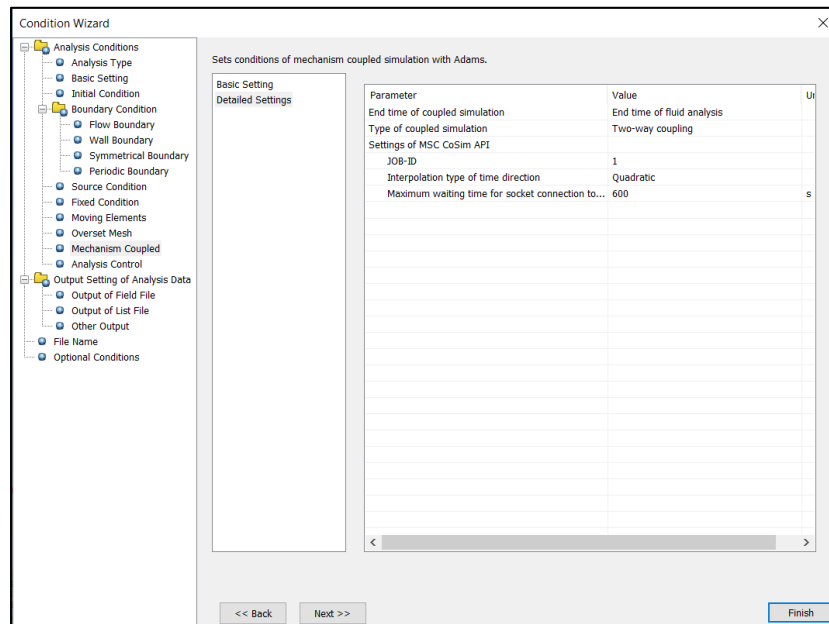 Condition Wizard
Analysis Conditions
Analysis Type
Basic Setting
Initial Condition
Boundary Condition
Flow Boundary
Wall Boundary
Symmetrical Boundary
Periodic Boundary
Source Condition
Fixed Condition
Moving Elements
Overset Mesh
Mechanism Coupled
Analysis Control
Output Setting of Analysis Data
Output of Field File
Output of List File
Other Output
File Name
Optional Conditions
Sets conditions of mechanism coupled simulation with Adams.
Basic Setting
Detailed Settings
Parameter Value
End time of coupled simulation End time of fluid analysis
Type of coupled simulation Two-way coupling
Settings of MSC CoSim API
JOB-ID 1
Interpolation type of time direction Quadratic
Maximum waiting time for socket connection to... 600 s
<< Back Next >> Finish